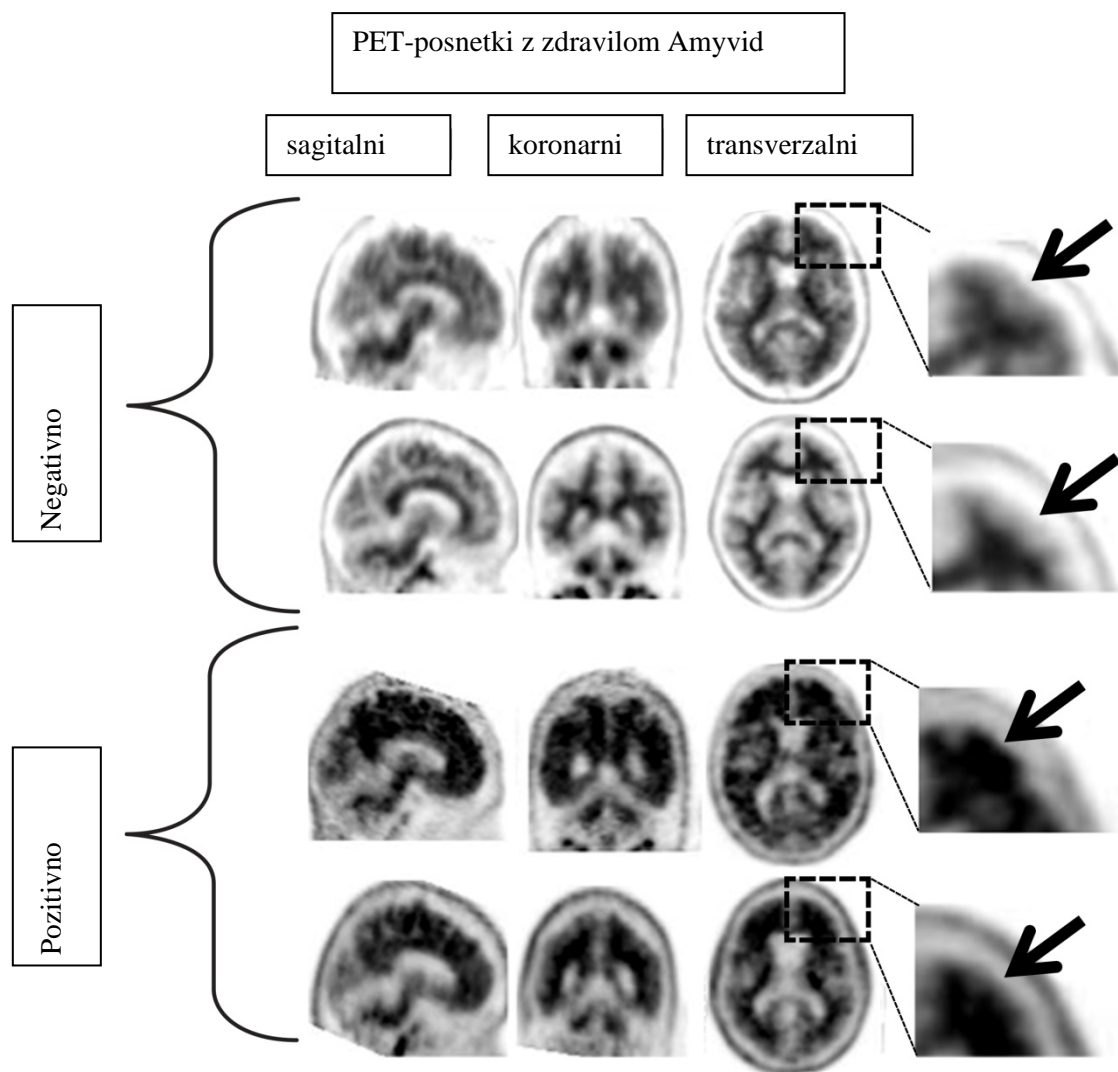 PET-posnetki z zdravilom Amyvid
sagitalni
koronarni
transverzalni
Negativno
Pozitivno